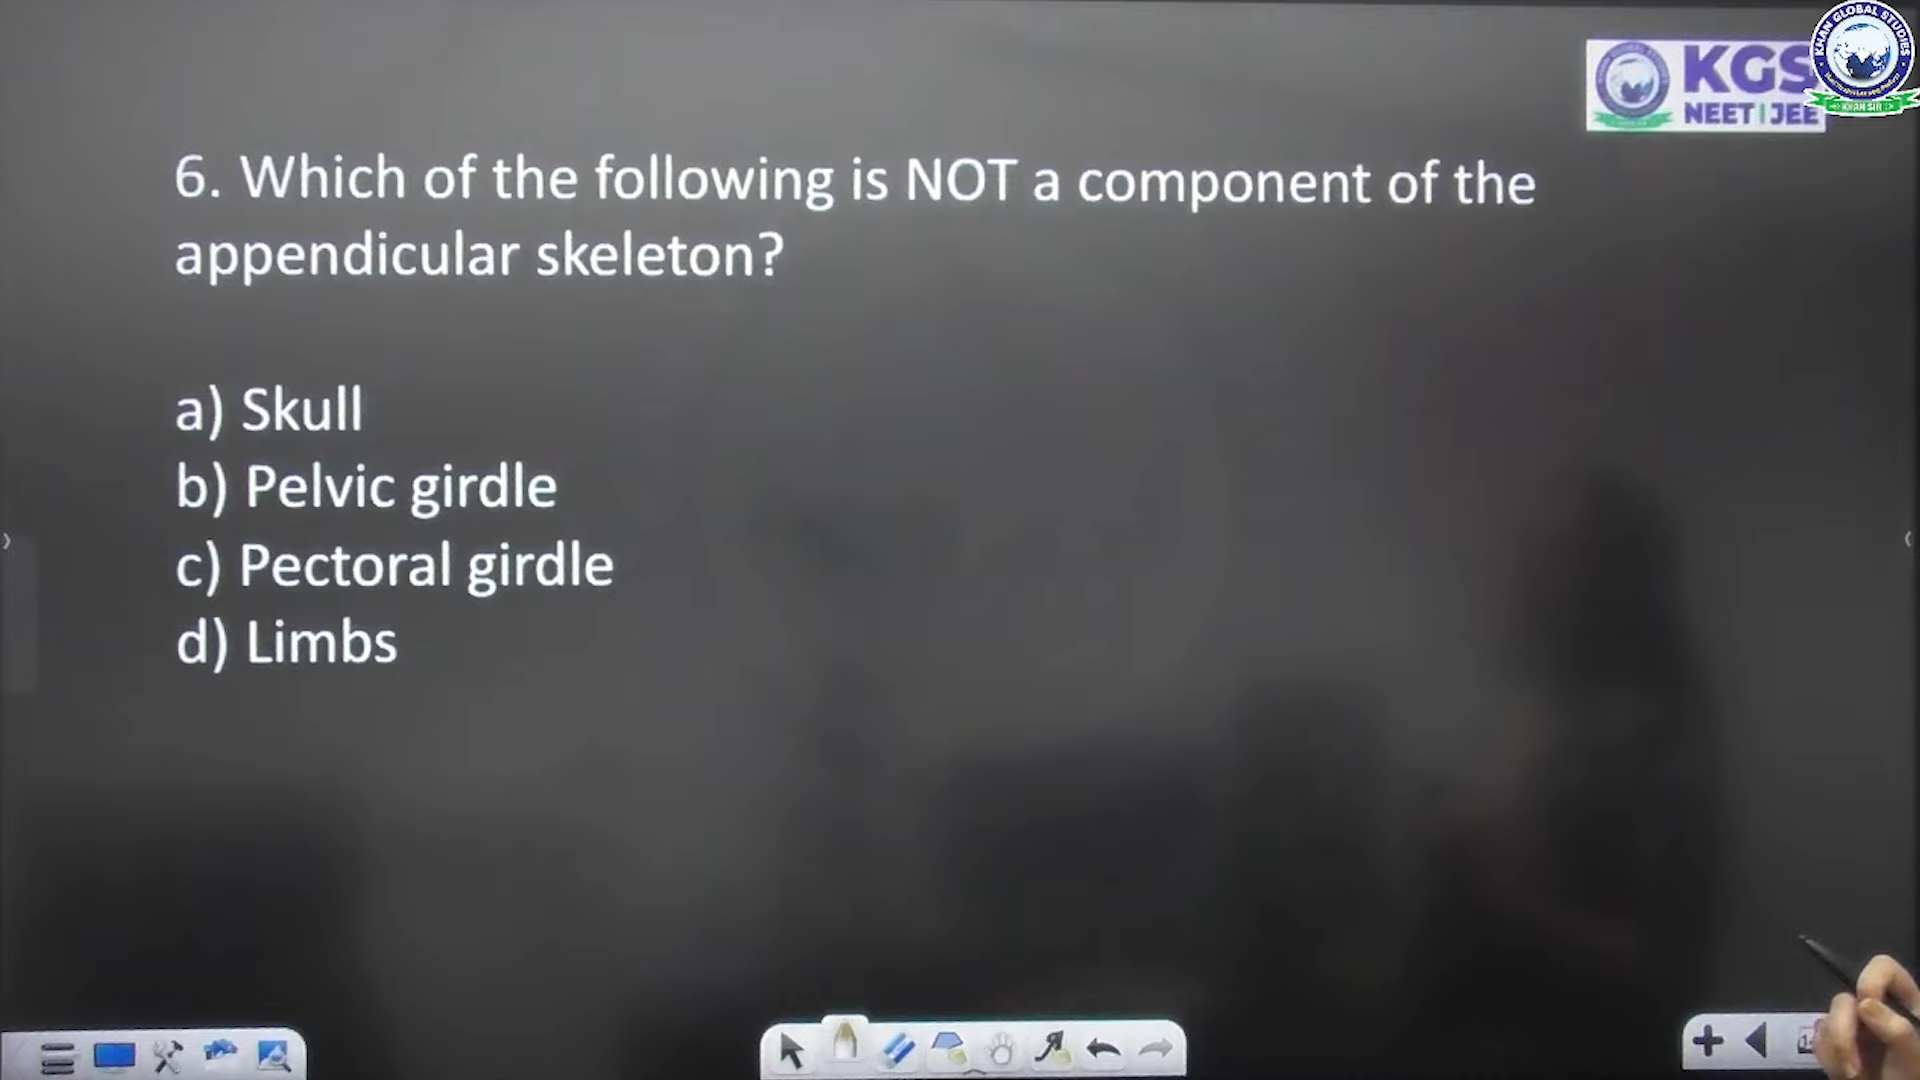 KHAN GLOBAL STUDIES
KHAN SIR
KGS
NEET | JEE
6. Which of the following is NOT a component of the
appendicular skeleton?
a) Skull
b) Pelvic girdle
c) Pectoral girdle
d) Limbs